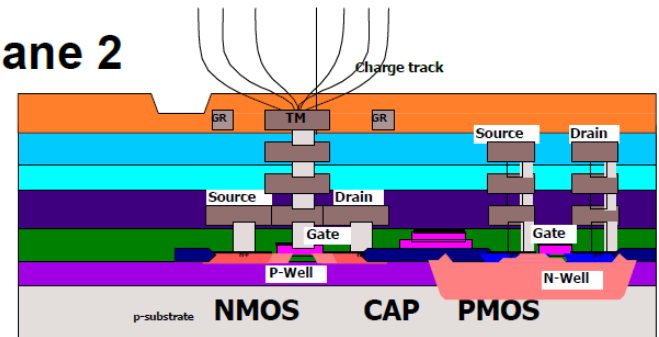 ane 2
Charge track
GR
TM
GR
Source
Drain
Source
Drain
Gate
Gate
P-Well
N-Well
p-substrate
NMOS
CAP
PMOS